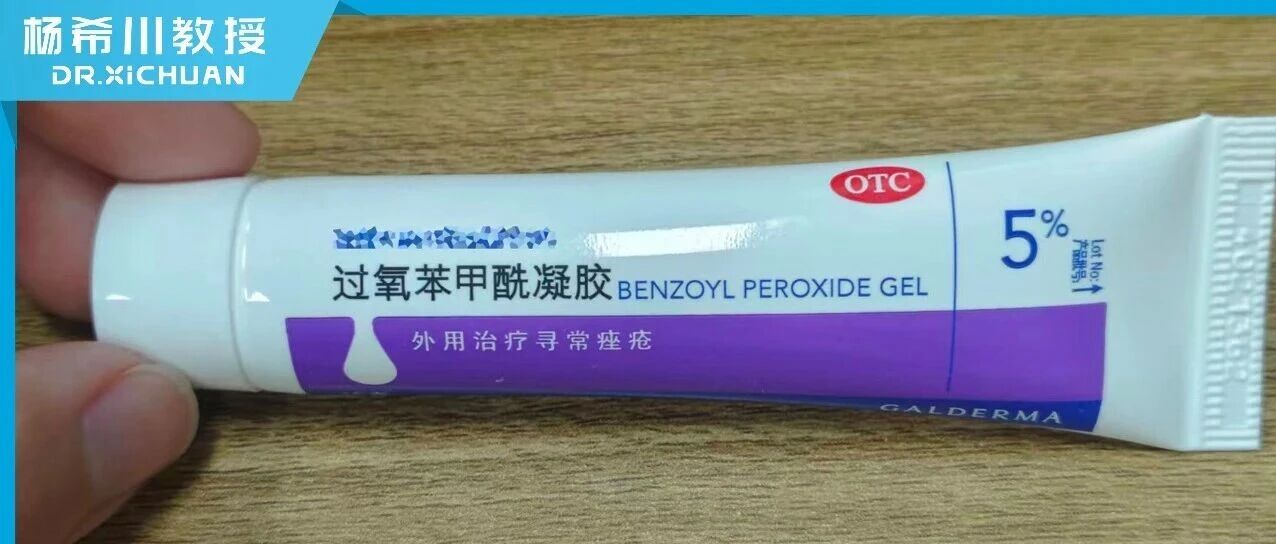 杨希川教授
DR.XiCHUAN
OTC
5%
Lot No.
产品批号:
过氧苯甲酰凝胶 BENZOYL PEROXIDE GEL
外用治疗寻常痤疮
GALDERMA